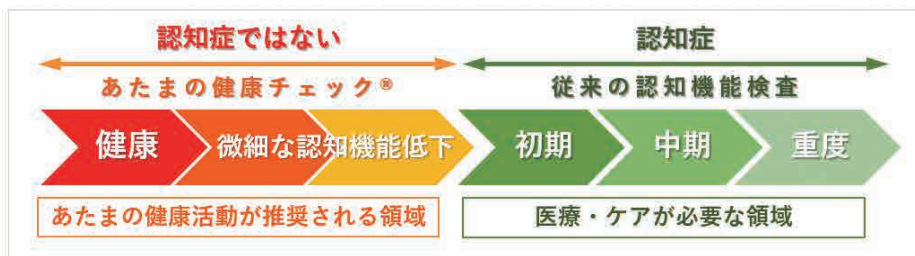 認知症ではない 認知症
あたまの健康チェック® 従来の認知機能検査
健康 微細な認知機能低下 初期 中期 重度
あたまの健康活動が推奨される領域 医療・ケアが必要な領域